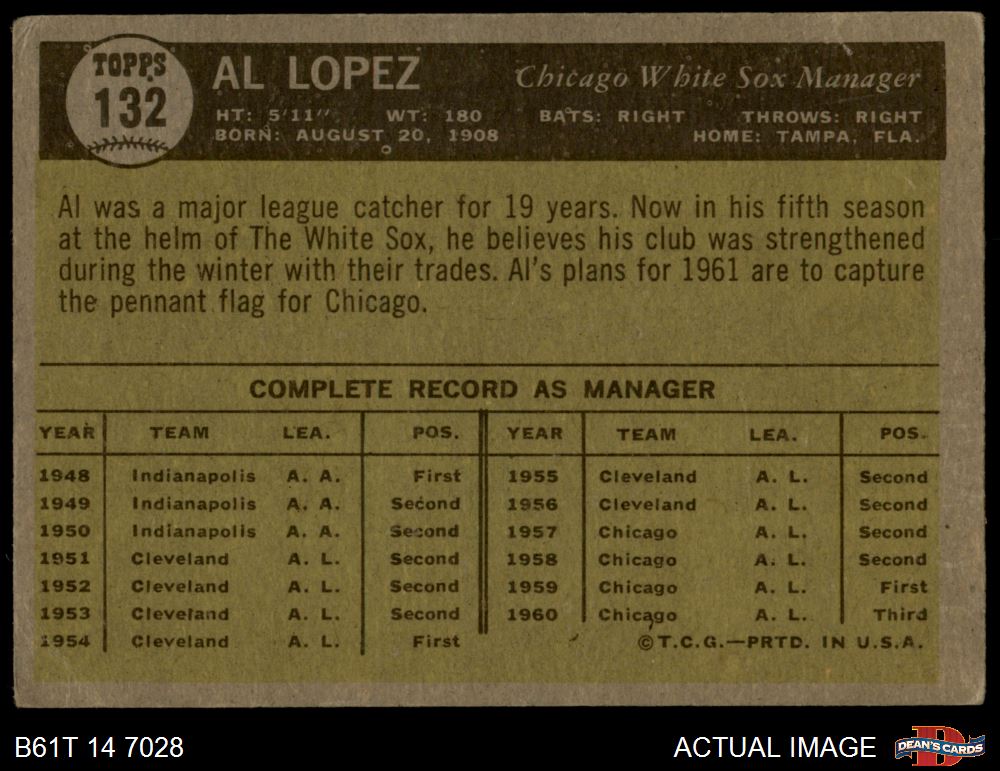 TOPPS
132
AL LOPEZ
Chicago White Sox Manager
HT: 5'11" WT: 180 BATS: RIGHT THROWS: RIGHT
BORN: AUGUST 20, 1908 HOME: TAMPA, FLA.
Al was a major league catcher for 19 years. Now in his fifth season
at the helm of The White Sox, he believes his club was strengthened
during the winter with their trades. Al's plans for 1961 are to capture
the pennant flag for Chicago.
COMPLETE RECORD AS MANAGER
YEAR TEAM LEA. POS. YEAR TEAM LEA. POS.
1948 Indianapolis A. A. First 1955 Cleveland A. L. Second
1949 Indianapolis A. A. Second 1956 Cleveland A. L. Second
1950 Indianapolis A. A. Second 1957 Chicago A. L. Second
1951 Cleveland A. L. Second 1958 Chicago A. L. Second
1952 Cleveland A. L. Second 1959 Chicago A. L. First
1953 Cleveland A. L. Second 1960 Chicago A. L. Third
1954 Cleveland A. L. First ©T.C.G.—PRTD. IN U.S.A.
B61T 14 7028 ACTUAL IMAGE DEAN'S CARDS